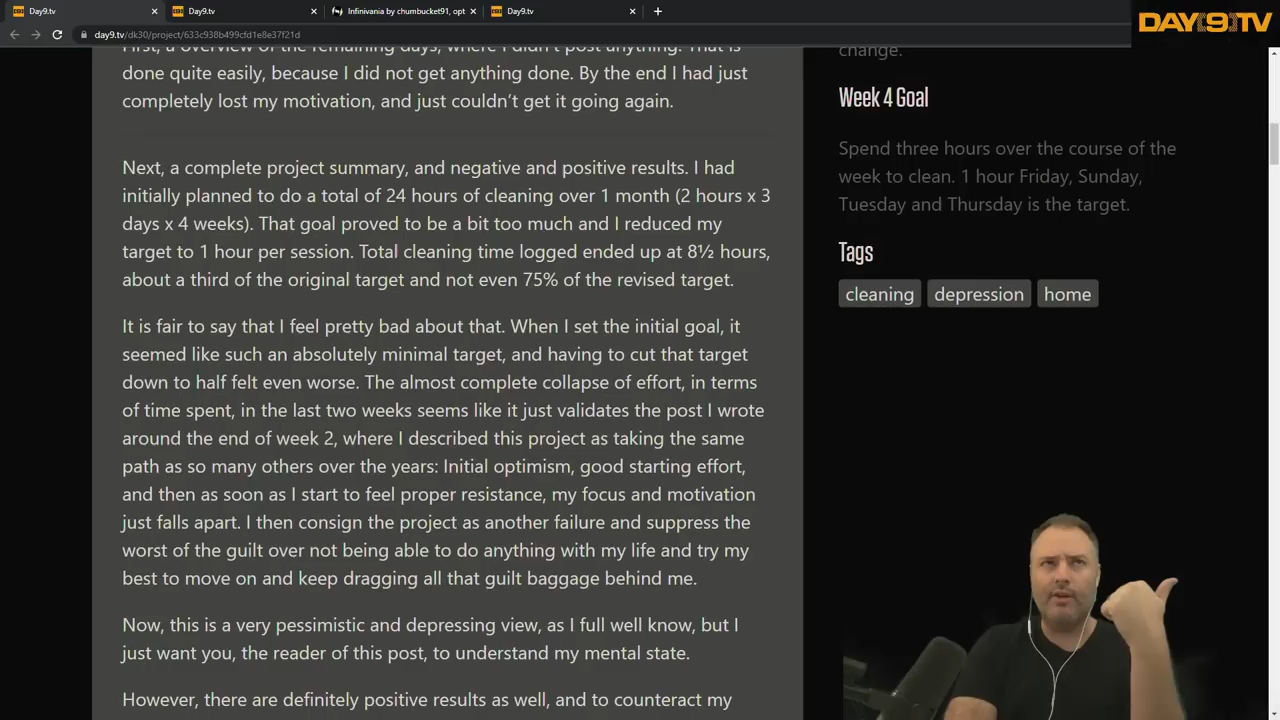 Day9.tv
Day9.tv
Infinivania by chumbucket91, opt
Day9.tv
DAY[9]TV
day9.tv/dk30/project/633c938b499cfd1e8e37f21d
First, a overview of the remaining days, where I didn't post anything. That is
done quite easily, because I did not get anything done. By the end I had just
completely lost my motivation, and just couldn't get it going again.
Next, a complete project summary, and negative and positive results. I had
initially planned to do a total of 24 hours of cleaning over 1 month (2 hours x 3
days x 4 weeks). That goal proved to be a bit too much and I reduced my
target to 1 hour per session. Total cleaning time logged ended up at 8½ hours,
about a third of the original target and not even 75% of the revised target.
It is fair to say that I feel pretty bad about that. When I set the initial goal, it
seemed like such an absolutely minimal target, and having to cut that target
down to half felt even worse. The almost complete collapse of effort, in terms
of time spent, in the last two weeks seems like it just validates the post I wrote
around the end of week 2, where I described this project as taking the same
path as so many others over the years: Initial optimism, good starting effort,
and then as soon as I start to feel proper resistance, my focus and motivation
just falls apart. I then consign the project as another failure and suppress the
worst of the guilt over not being able to do anything with my life and try my
best to move on and keep dragging all that guilt baggage behind me.
Now, this is a very pessimistic and depressing view, as I full well know, but I
just want you, the reader of this post, to understand my mental state.
However, there are definitely positive results as well, and to counteract my
change.
Week 4 Goal
Spend three hours over the course of the
week to clean. 1 hour Friday, Sunday,
Tuesday and Thursday is the target.
Tags
cleaning
depression
home